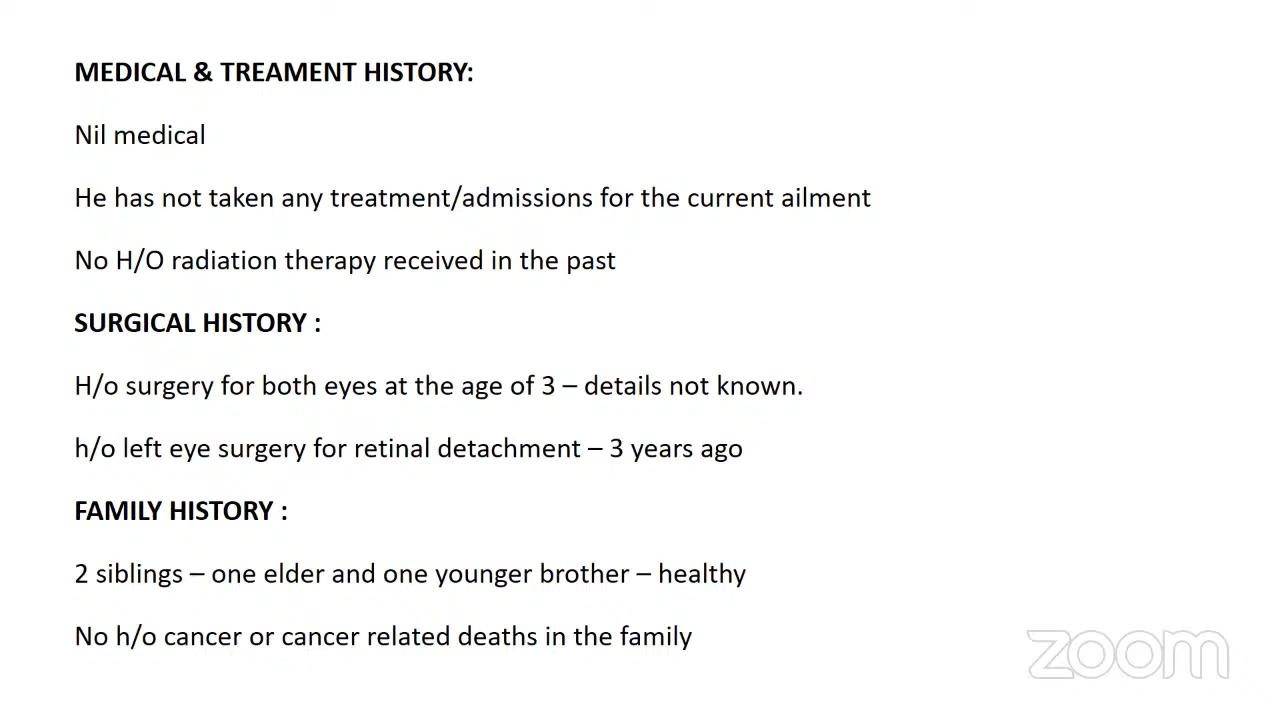 MEDICAL & TREAMENT HISTORY:
Nil medical
He has not taken any treatment/admissions for the current ailment
No H/O radiation therapy received in the past
SURGICAL HISTORY :
H/o surgery for both eyes at the age of 3 – details not known.
h/o left eye surgery for retinal detachment – 3 years ago
FAMILY HISTORY :
2 siblings – one elder and one younger brother – healthy
No h/o cancer or cancer related deaths in the family
zoom